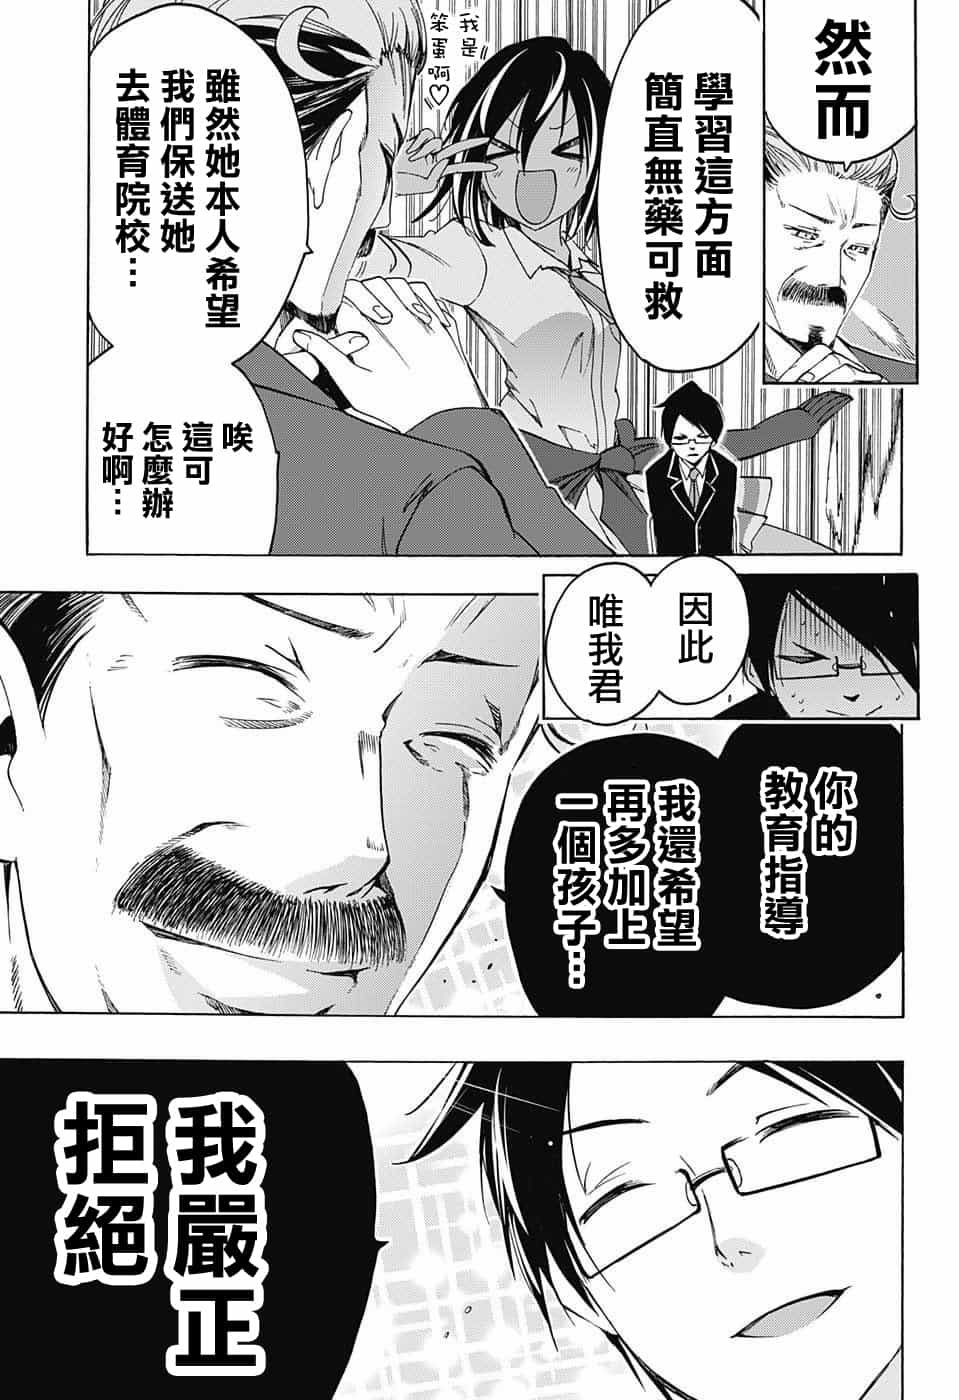 然而
學習這方面
簡直無藥可救
我是
笨蛋啊♡
雖然她本人希望
我們保送她
去體育院校…
唉
這可
怎麼辦
好啊…
因此
唯我君
你的
教育指導
我還希望
再多加上
一個孩子…
我嚴正
拒絕